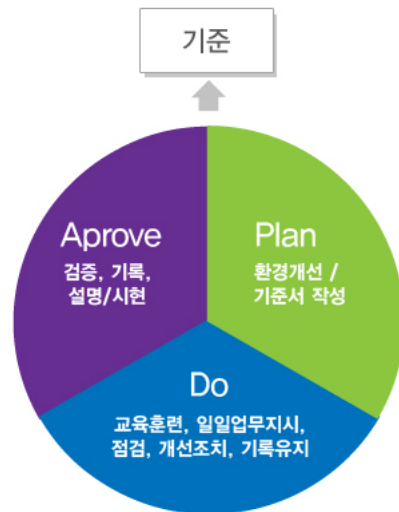 기준
Aprove
검증, 기록,
설명/시현
Plan
환경개선 /
기준서 작성
Do
교육훈련, 일일업무지시,
점검, 개선조치, 기록유지